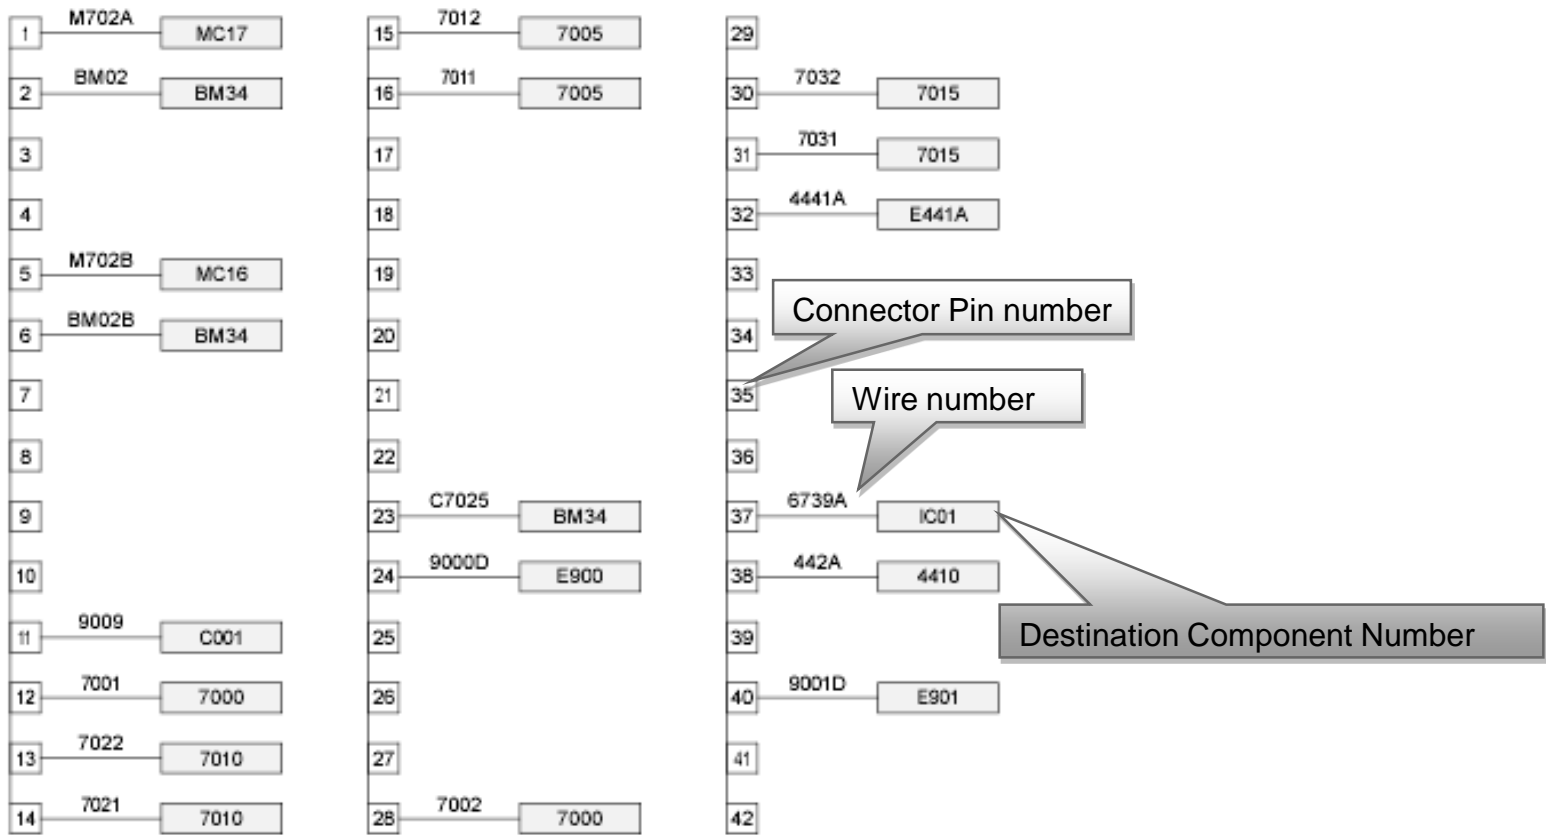 1 M702A MC17
2 BM02 BM34
3
4
5 M702B MC16
6 BM02B BM34
7
8
9
10
11 9009 C001
12 7001 7000
13 7022 7010
14 7021 7010
15 7012 7005
16 7011 7005
17
18
19
20
21
22
23 C7025 BM34
24 9000D E900
25
26
27
28 7002 7000
29
30 7032 7015
31 7031 7015
32 4441A E441A
33
Connector Pin number
34
35
Wire number
36
37 6739A IC01
38 442A 4410
Destination Component Number
39
40 9001D E901
41
42